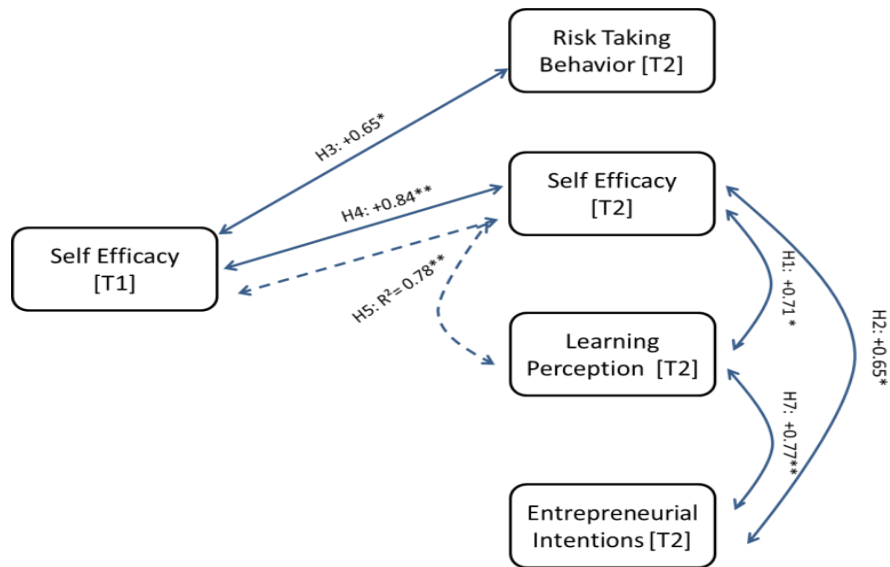 Risk Taking
Behavior [T2]
H3: +0.65*
Self Efficacy
[T2]
H4: +0.84**
Self Efficacy
[T1]
H5: R²= 0.78**
H1: +0.71*
H2: +0.65*
Learning
Perception [T2]
H7: +0.77**
Entrepreneurial
Intentions [T2]